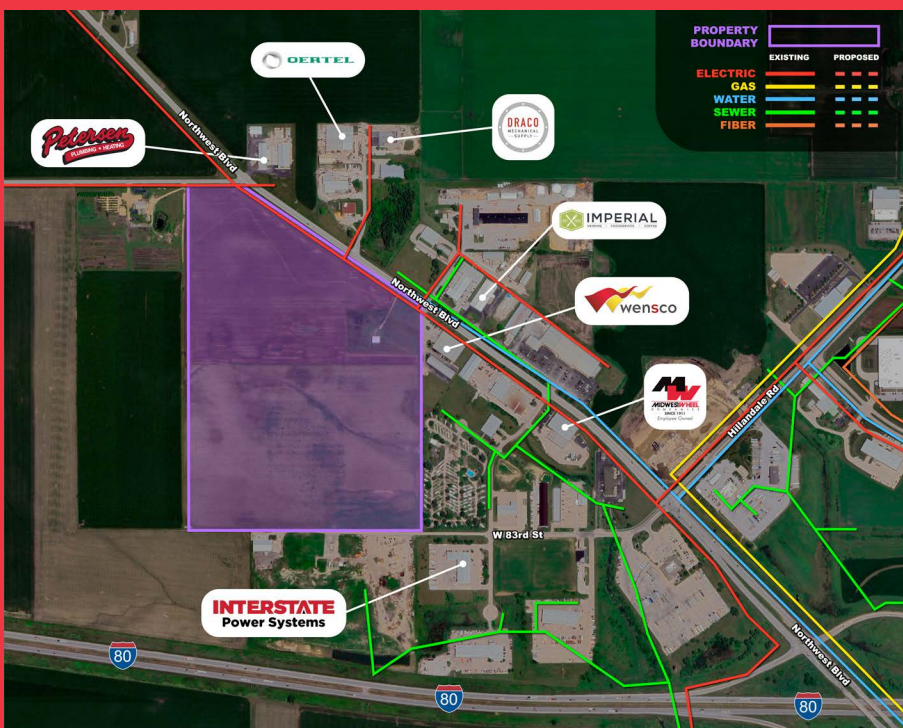 PROPERTY
BOUNDARY
EXISTING PROPOSED
ELECTRIC
GAS
WATER
SEWER
FIBER
OERTEL
Petersen
PLUMBING + HEATING
DRACO
MECHANICAL
SUPPLY
Northwest Blvd
IMPERIAL
Northwest Blvd
wensco
MW
MIDWEST WHEEL
COMPANIES
SINCE 1911
Employee Owned
Hillandale Rd
W 83rd St
INTERSTATE
Power Systems
Northwest Blvd
80
80
80